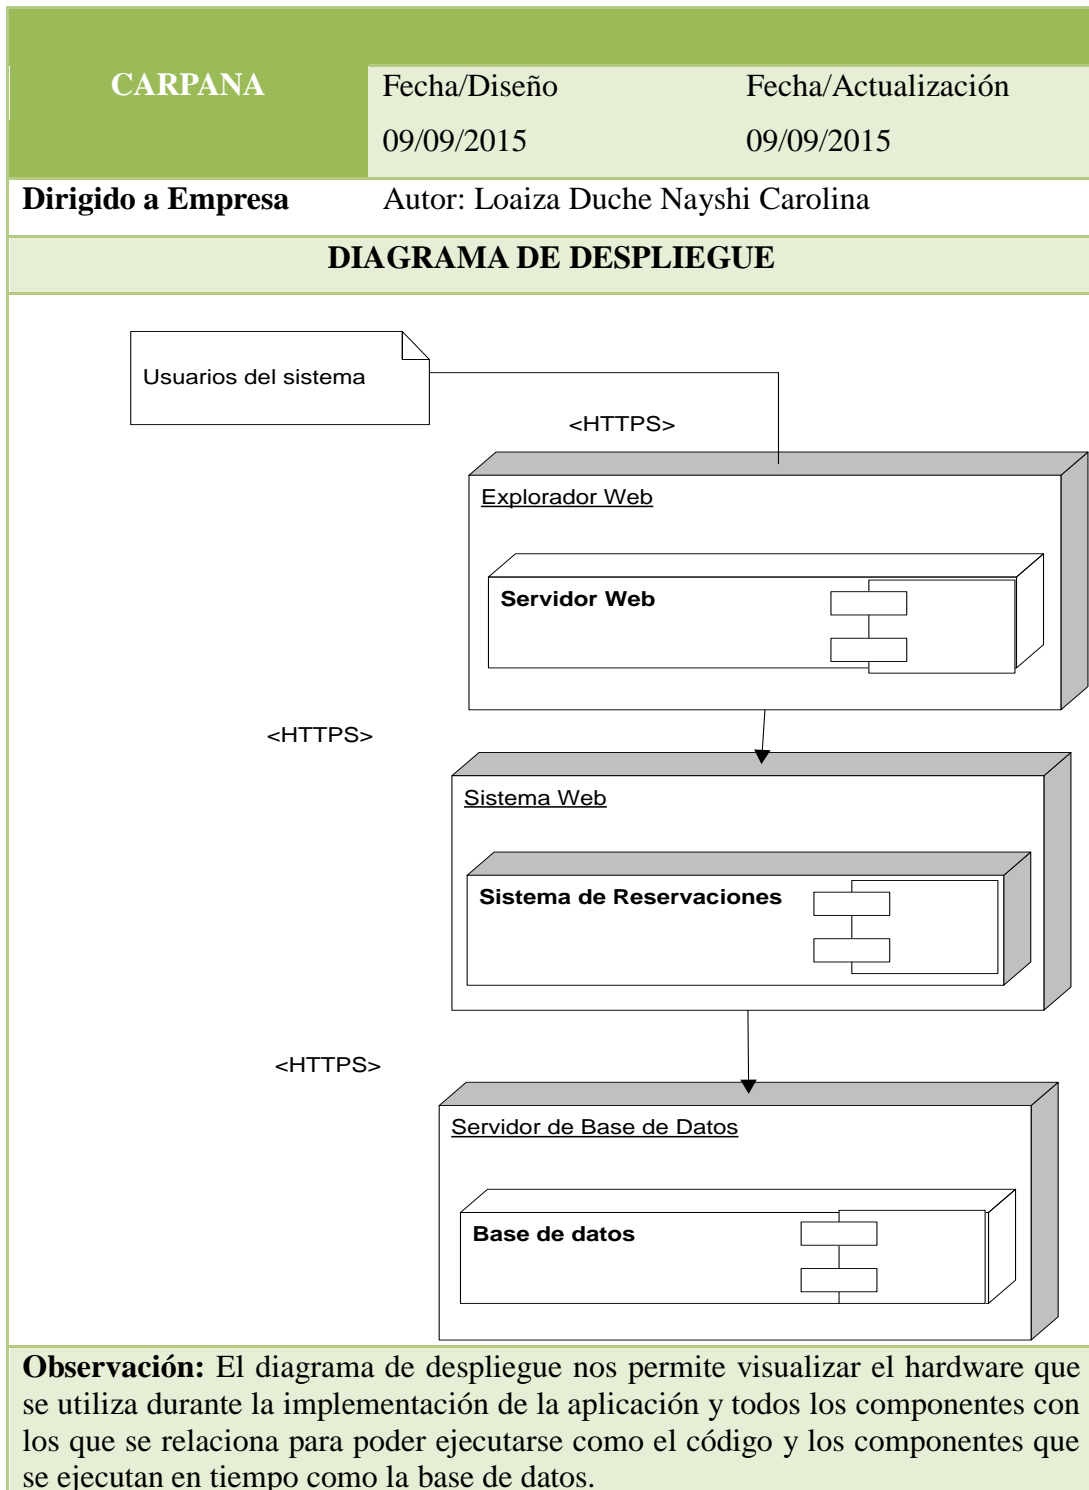 CARPANA
Fecha/Diseño
Fecha/Actualización
09/09/2015
09/09/2015
Dirigido a Empresa
Autor: Loaiza Duche Nayshi Carolina
DIAGRAMA DE DESPLIEGUE
Usuarios del sistema
<HTTPS>
Explorador Web
Servidor Web
<HTTPS>
Sistema Web
Sistema de Reservaciones
<HTTPS>
Servidor de Base de Datos
Base de datos
Observación: El diagrama de despliegue nos permite visualizar el hardware que
se utiliza durante la implementación de la aplicación y todos los componentes con
los que se relaciona para poder ejecutarse como el código y los componentes que
se ejecutan en tiempo como la base de datos.